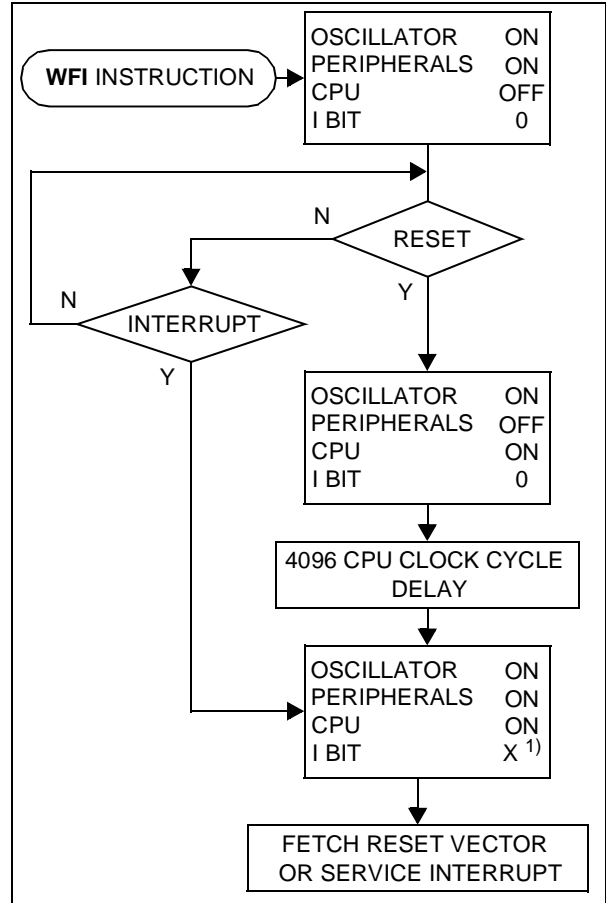 WFI INSTRUCTION
OSCILLATOR ON
PERIPHERALS ON
CPU OFF
I BIT 0
N
RESET
Y
N
INTERRUPT
Y
OSCILLATOR ON
PERIPHERALS OFF
CPU ON
I BIT 0
4096 CPU CLOCK CYCLE
DELAY
OSCILLATOR ON
PERIPHERALS ON
CPU ON
I BIT X 1)
FETCH RESET VECTOR
OR SERVICE INTERRUPT